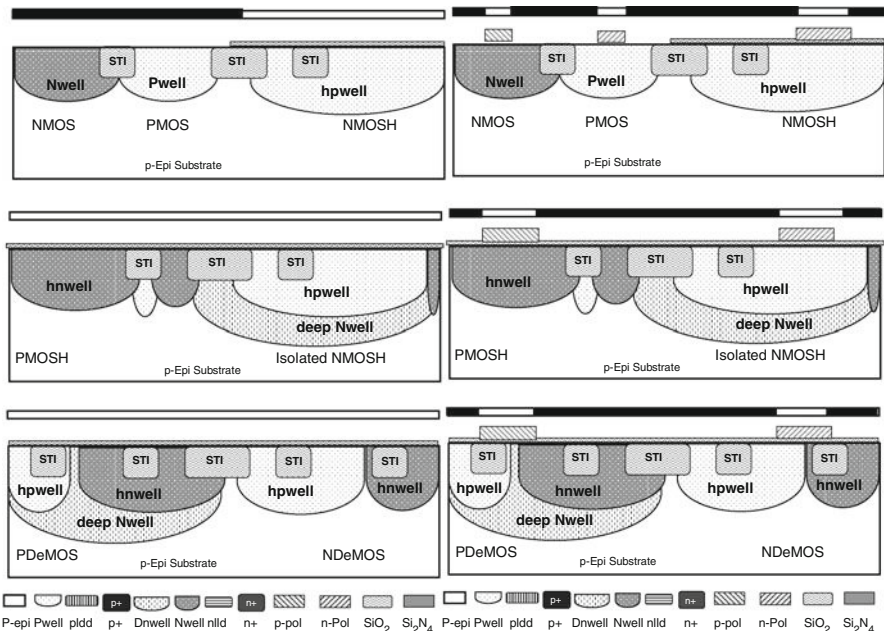 STI STI STI
Nwell Pwell hpwell
NMOS PMOS NMOSH
p-Epi Substrate
STI STI STI
Nwell Pwell hpwell
NMOS PMOS NMOSH
p-Epi Substrate
STI STI STI
hnwell hpwell
deep Nwell
PMOSH Isolated NMOSH
p-Epi Substrate
STI STI STI
hnwell hpwell
deep Nwell
PMOSH Isolated NMOSH
p-Epi Substrate
STI STI STI STI STI
hpwell hnwell hpwell hnwell
deep Nwell
PDeMOS NDeMOS
p-Epi Substrate
STI STI STI STI STI
hpwell hnwell hpwell hnwell
deep Nwell
PDeMOS NDeMOS
p-Epi Substrate
p+ n+
P-epi Pwell pldd p+ Dnwell Nwell nlld n+ p-pol n-Pol SiO2 Si2N4
p+ n+
P-epi Pwell pldd p+ Dnwell Nwell nlld n+ p-pol n-Pol SiO2 Si2N4